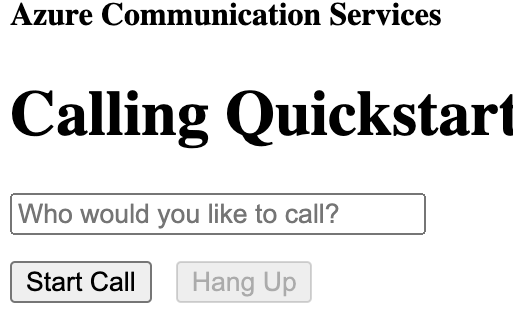 Azure Communication Services
Calling Quickstart
Who would you like to call?
Start Call Hang Up